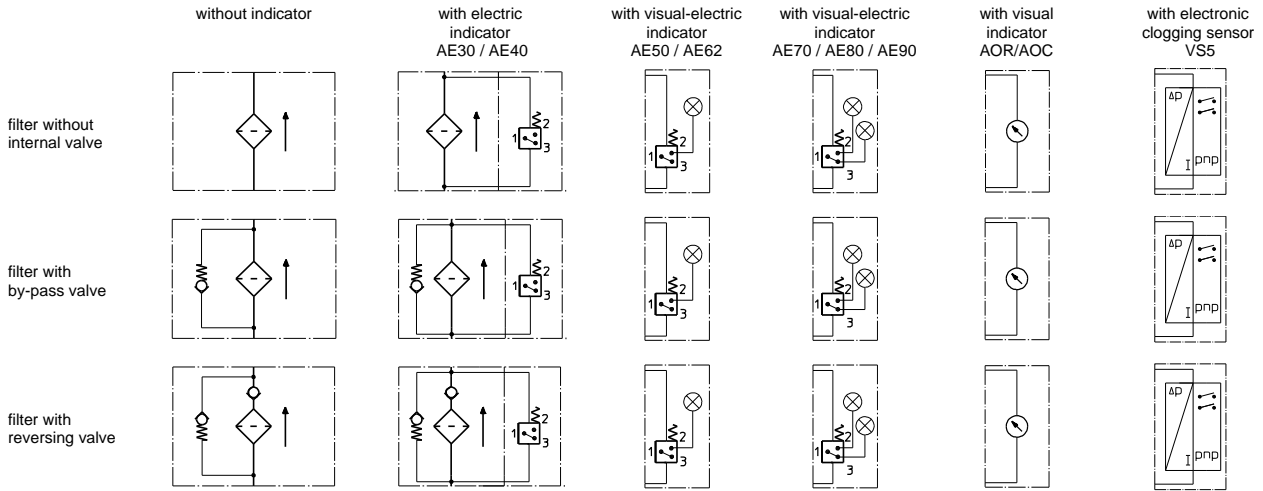 without indicator
with electric
indicator
AE30 / AE40
with visual-electric
indicator
AE50 / AE62
with visual-electric
indicator
AE70 / AE80 / AE90
with visual
indicator
AOR/AOC
with electronic
clogging sensor
VS5
filter without
internal valve
1 2 3
1 2 3
1 2 3
Δp
I pnp
filter with
by-pass valve
1 2 3
1 2 3
1 2 3
Δp
I pnp
filter with
reversing valve
1 2 3
1 2 3
1 2 3
Δp
I pnp